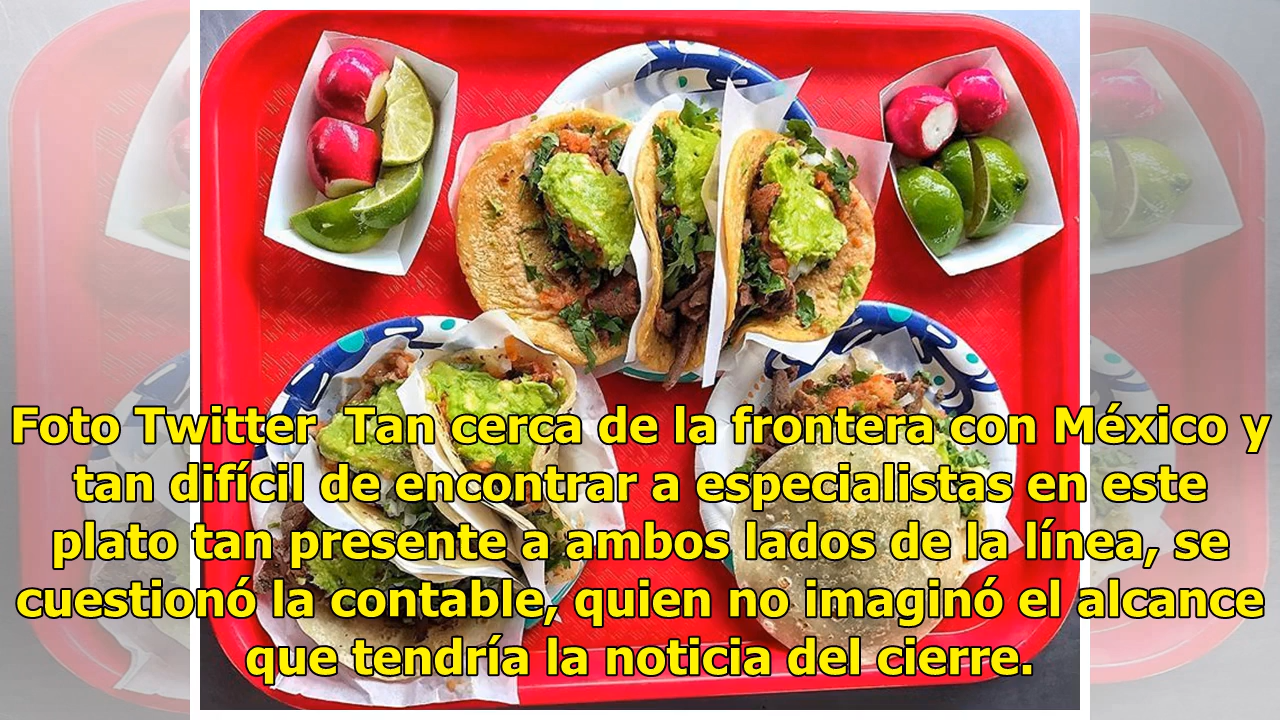 Foto Twitter  Tan cerca de la frontera con México y
tan difícil de encontrar a especialistas en este
plato tan presente a ambos lados de la línea, se
cuestionó la contable, quien no imaginó el alcance
que tendría la noticia del cierre.